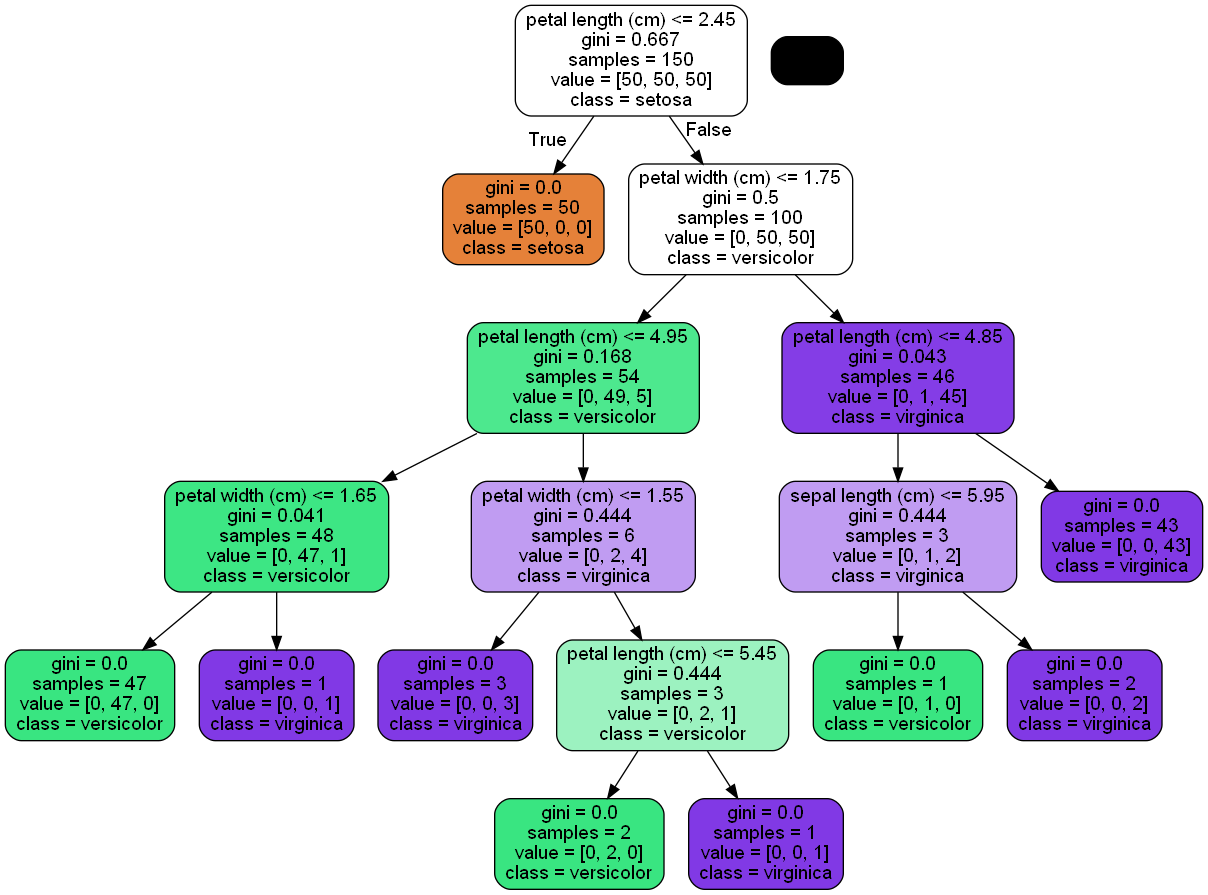 petal length (cm) <= 2.45
gini = 0.667
samples = 150
value = [50, 50, 50]
class = setosa
True
False
gini = 0.0
samples = 50
value = [50, 0, 0]
class = setosa
petal width (cm) <= 1.75
gini = 0.5
samples = 100
value = [0, 50, 50]
class = versicolor
petal length (cm) <= 4.95
gini = 0.168
samples = 54
value = [0, 49, 5]
class = versicolor
petal length (cm) <= 4.85
gini = 0.043
samples = 46
value = [0, 1, 45]
class = virginica
petal width (cm) <= 1.65
gini = 0.041
samples = 48
value = [0, 47, 1]
class = versicolor
petal width (cm) <= 1.55
gini = 0.444
samples = 6
value = [0, 2, 4]
class = virginica
sepal length (cm) <= 5.95
gini = 0.444
samples = 3
value = [0, 1, 2]
class = virginica
gini = 0.0
samples = 43
value = [0, 0, 43]
class = virginica
gini = 0.0
samples = 47
value = [0, 47, 0]
class = versicolor
gini = 0.0
samples = 1
value = [0, 0, 1]
class = virginica
gini = 0.0
samples = 3
value = [0, 0, 3]
class = virginica
petal length (cm) <= 5.45
gini = 0.444
samples = 3
value = [0, 2, 1]
class = versicolor
gini = 0.0
samples = 1
value = [0, 1, 0]
class = versicolor
gini = 0.0
samples = 2
value = [0, 0, 2]
class = virginica
gini = 0.0
samples = 2
value = [0, 2, 0]
class = versicolor
gini = 0.0
samples = 1
value = [0, 0, 1]
class = virginica